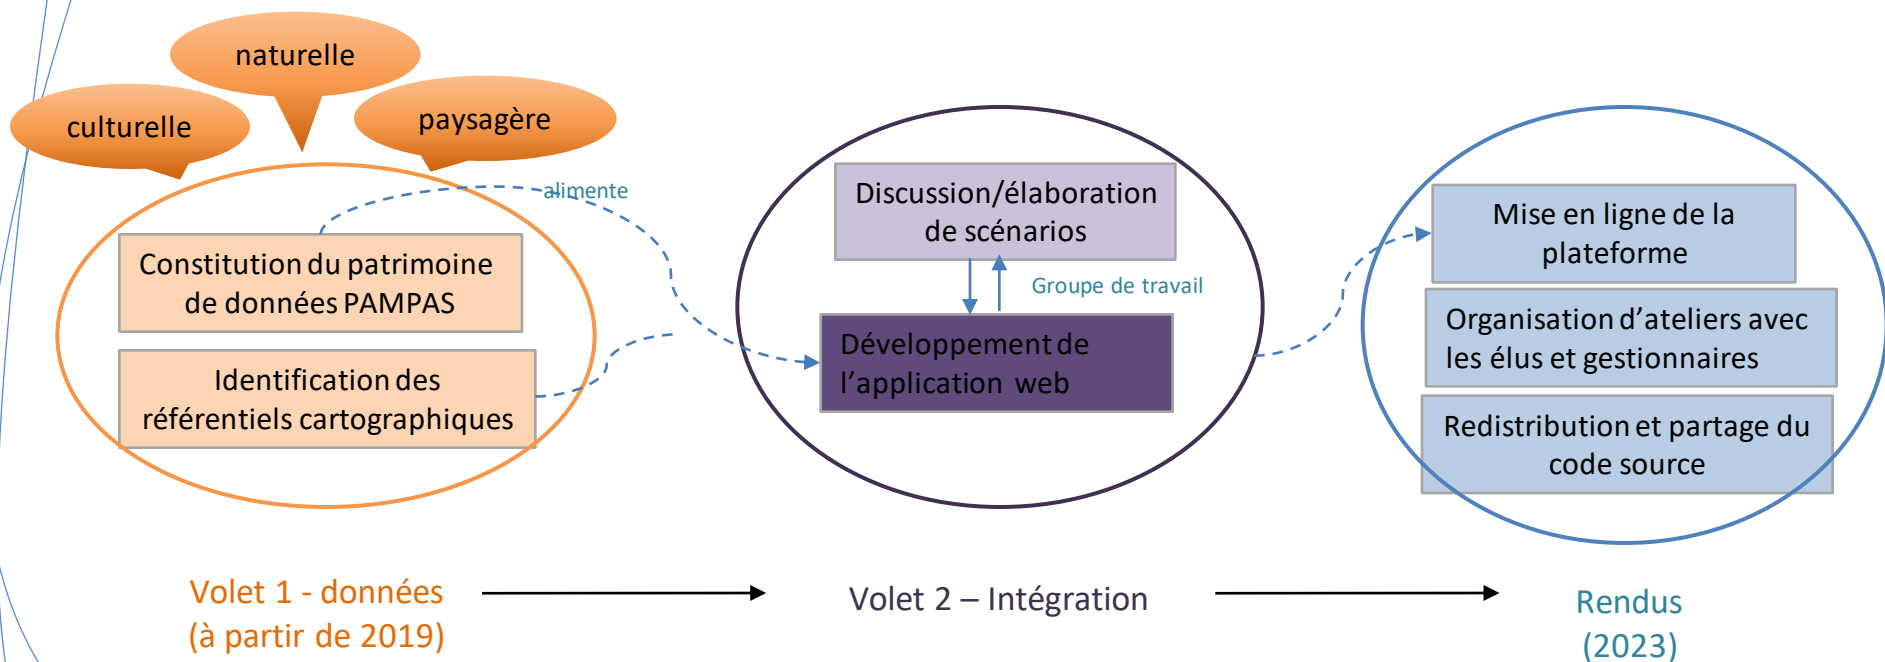 naturelle
culturelle
paysagère
alimente
Constitution du patrimoine
de données PAMPAS
Identification des
référentiels cartographiques
Discussion/élaboration
de scénarios
Groupe de travail
Développement de
l’application web
Mise en ligne de la
plateforme
Organisation d’ateliers avec
les élus et gestionnaires
Redistribution et partage du
code source
Volet 1 - données
(à partir de 2019)
Volet 2 – Intégration
Rendus
(2023)